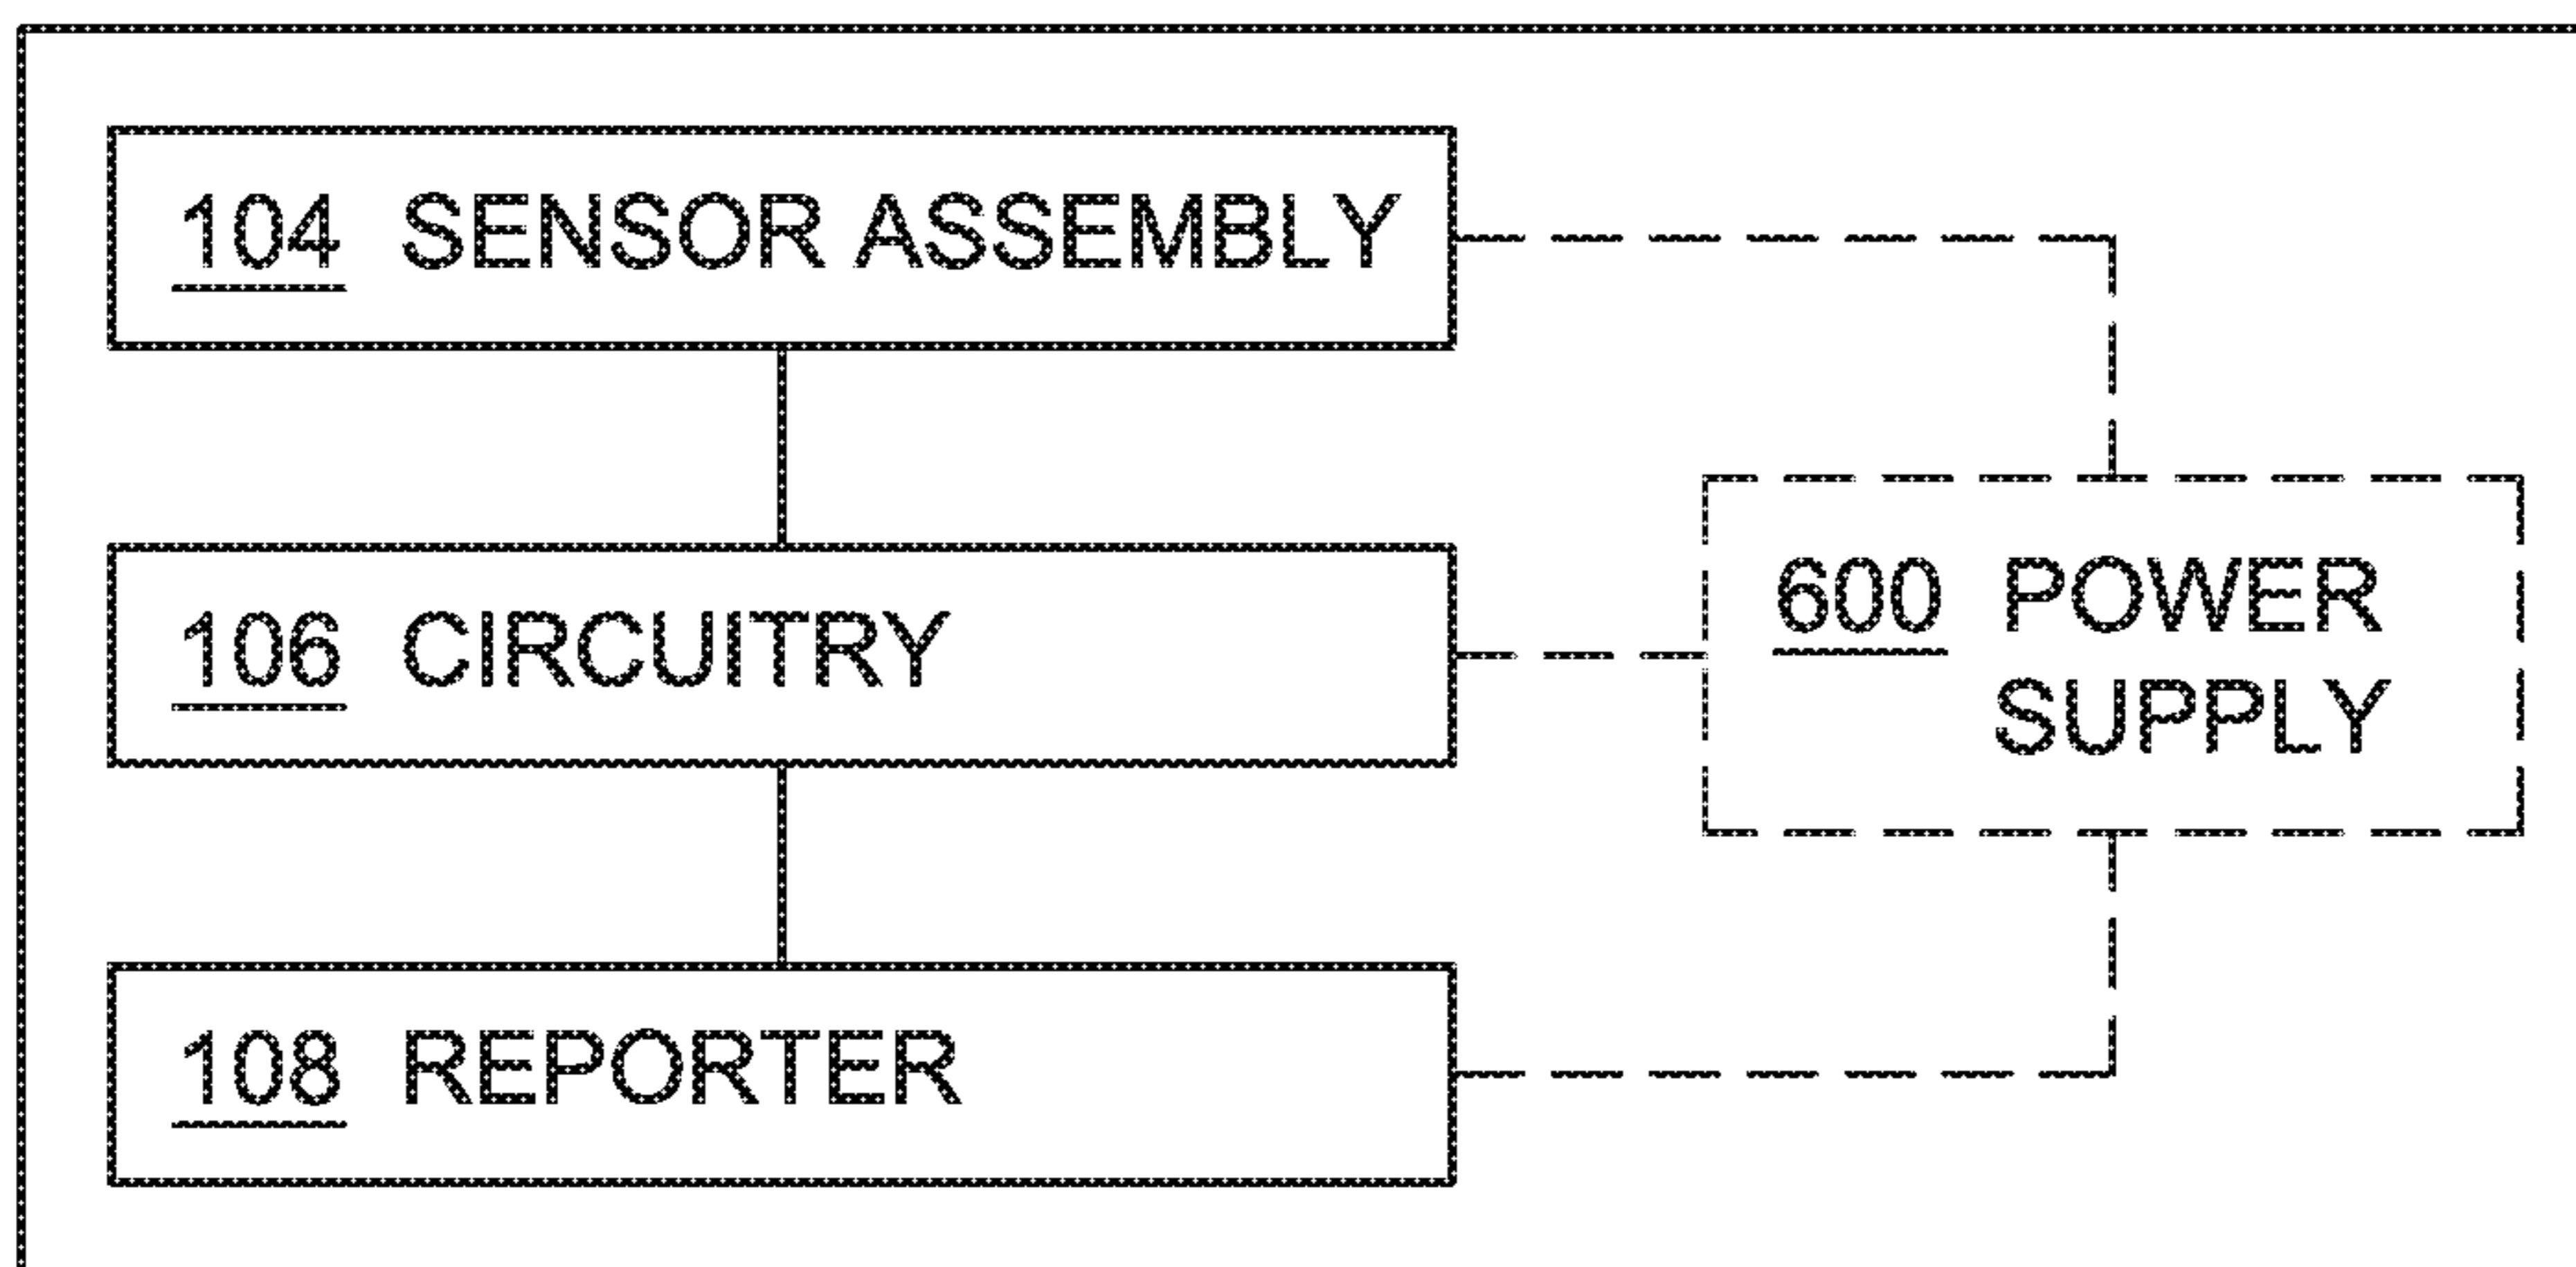 104 SENSOR ASSEMBLY
106 CIRCUITRY
600 POWER
SUPPLY
108 REPORTER